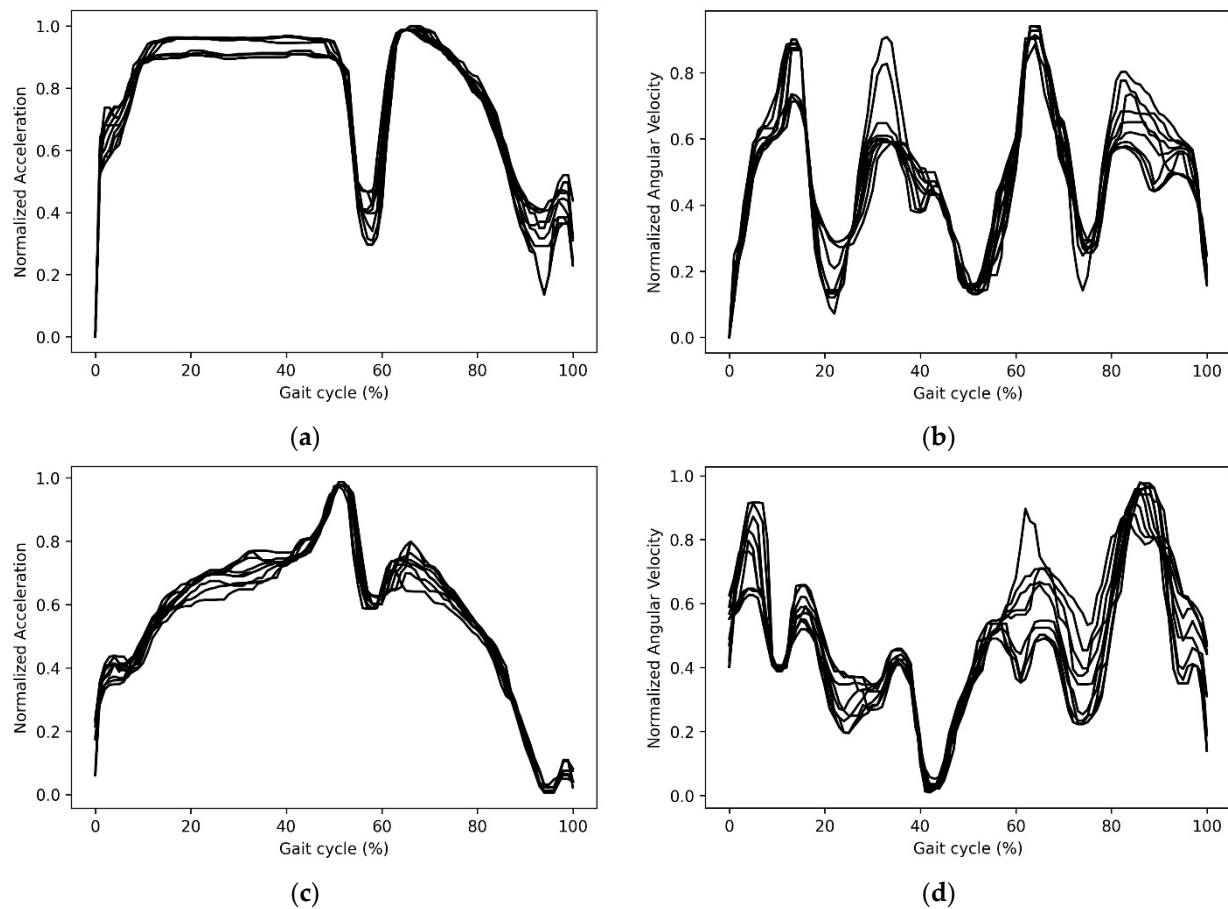 1.0
0.8
0.6
0.4
0.2
0.0
Normalized Acceleration
0 20 40 60 80 100
Gait cycle (%)
(a)
0.8
0.6
0.4
0.2
0.0
Normalized Angular Velocity
0 20 40 60 80 100
Gait cycle (%)
(b)
1.0
0.8
0.6
0.4
0.2
0.0
Normalized Acceleration
0 20 40 60 80 100
Gait cycle (%)
(c)
1.0
0.8
0.6
0.4
0.2
0.0
Normalized Angular Velocity
0 20 40 60 80 100
Gait cycle (%)
(d)